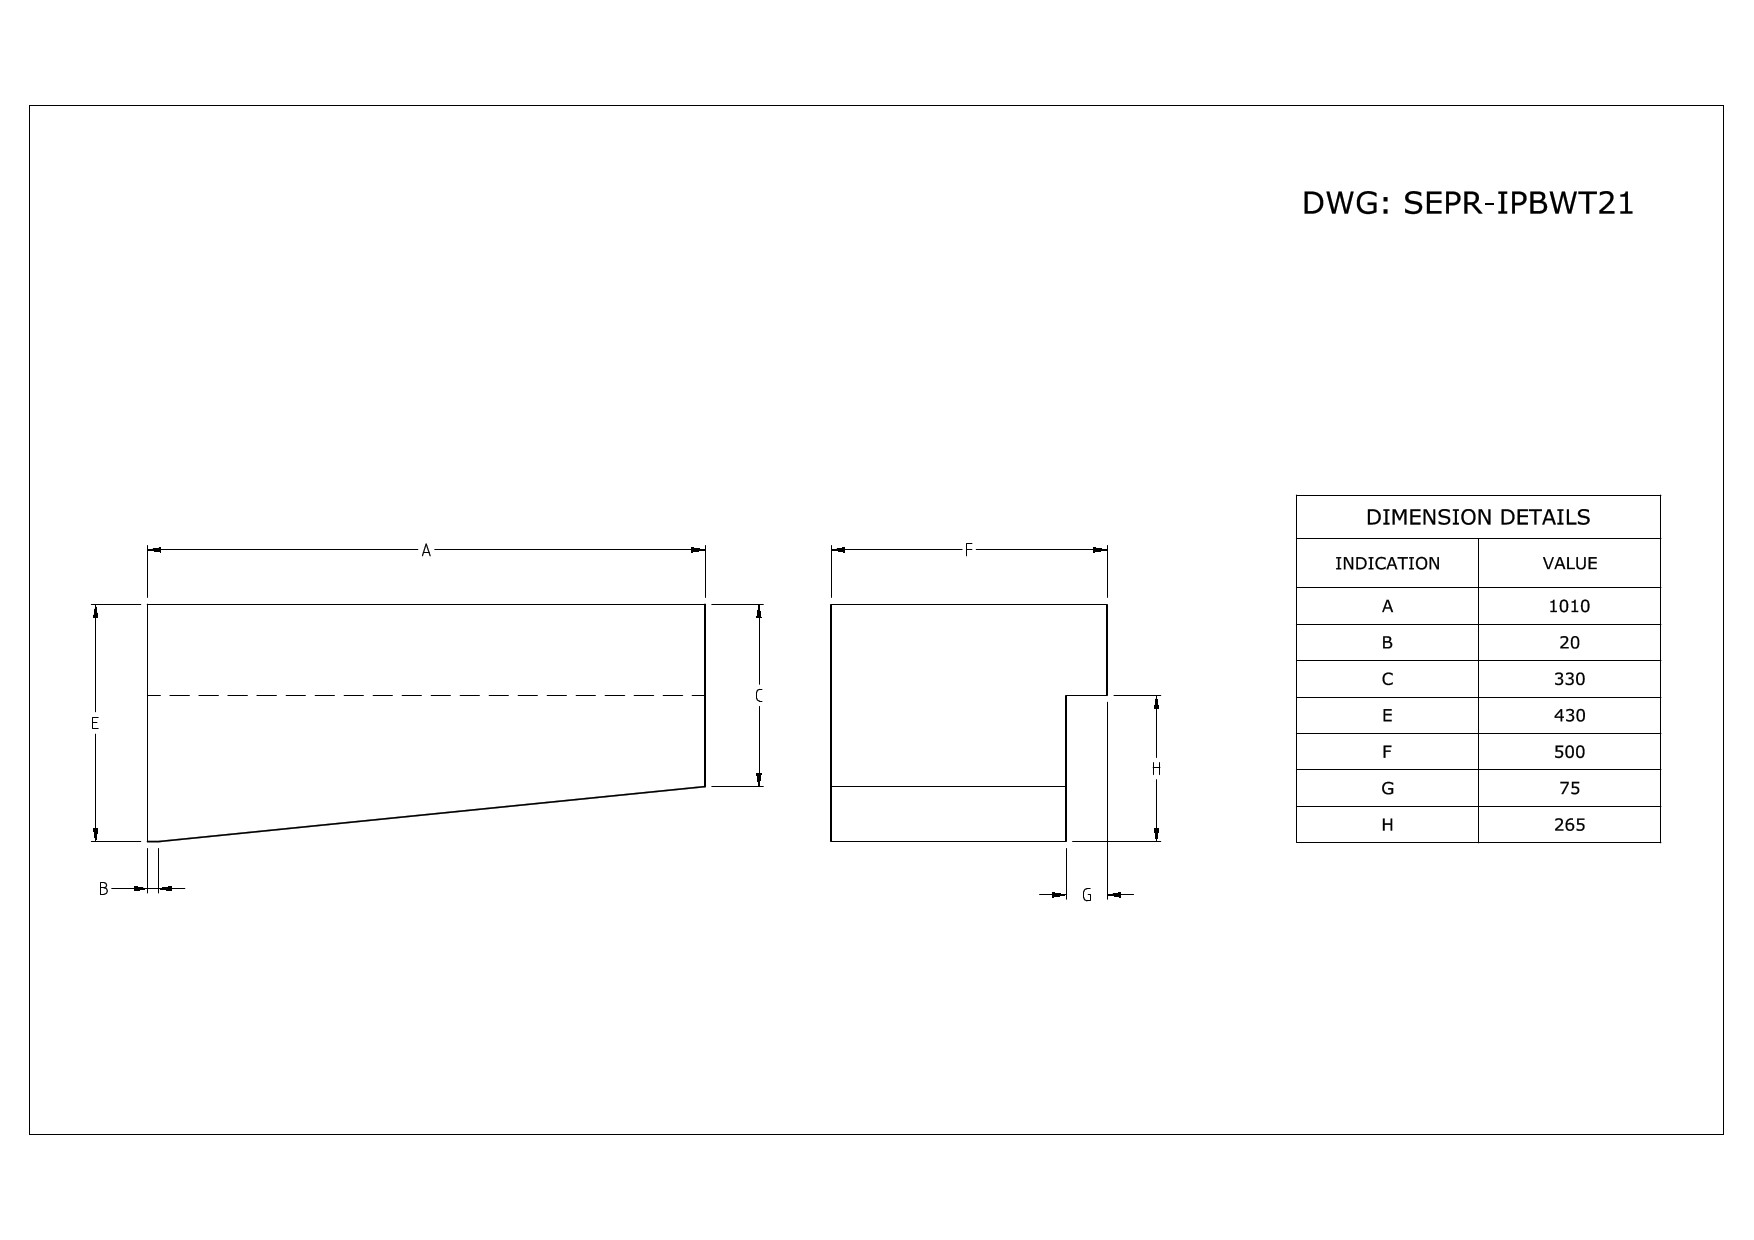 DWG: SEPR-IPBWT21
A
F
E
C
H
B
G
DIMENSION DETAILS
INDICATION VALUE
A 1010
B 20
C 330
E 430
F 500
G 75
H 265